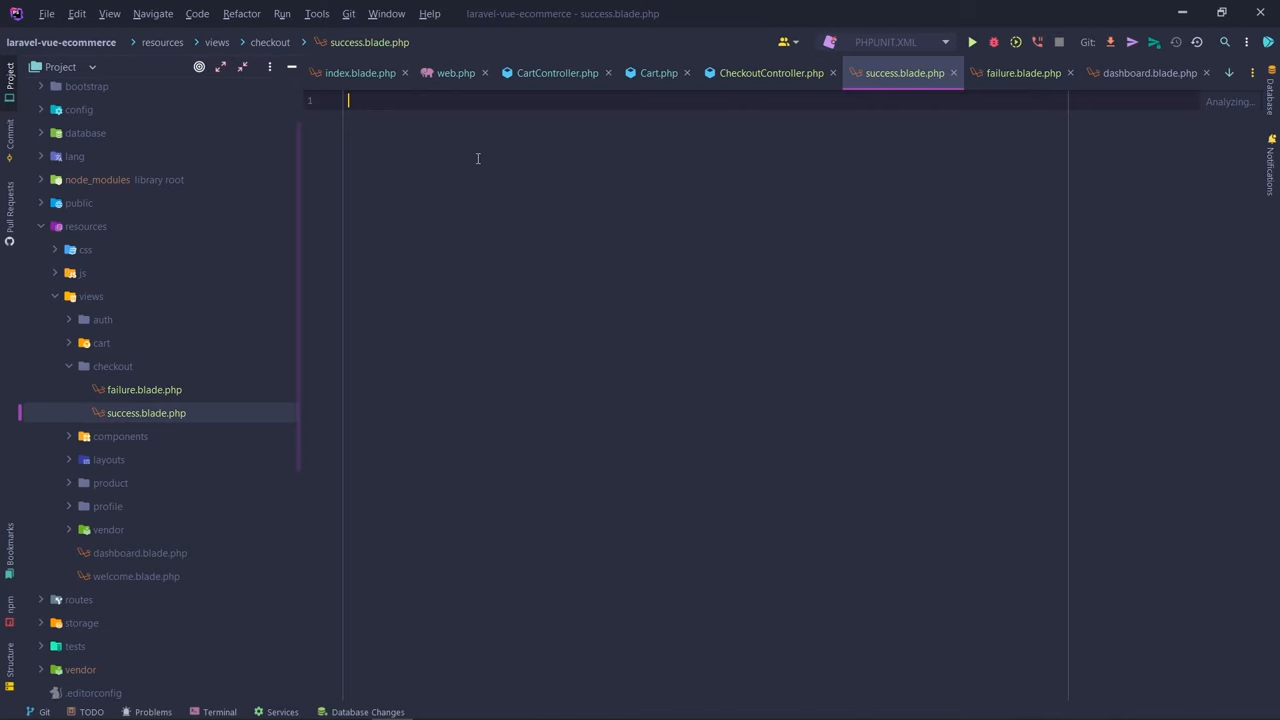 File Edit View Navigate Code Refactor Run Tools Git Window Help laravel-vue-ecommerce - success.blade.php
laravel-vue-ecommerce resources views checkout success.blade.php PHPUNIT.XML Git:
Project
index.blade.php web.php CartController.php Cart.php CheckoutController.php success.blade.php failure.blade.php dashboard.blade.php
1
Analyzing...
bootstrap
config
database
lang
node_modules library root
public
resources
css
js
views
auth
cart
checkout
failure.blade.php
success.blade.php
components
layouts
product
profile
vendor
dashboard.blade.php
welcome.blade.php
routes
storage
tests
vendor
.editorconfig
Project
Commit
Pull Requests
Bookmarks
npm
Structure
Database
Notifications
Git TODO Problems Terminal Services Database Changes